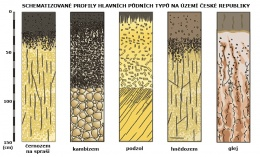 SCHEMATIZOVANÉ PROFILY HLAVNÍCH PŮDNÍCH TYPŮ NA ÚZEMÍ ČESKÉ REPUBLIKY
0
50
100
150
(cm)
černozem
na spraši
kambizem
podzol
hnědozem
glej